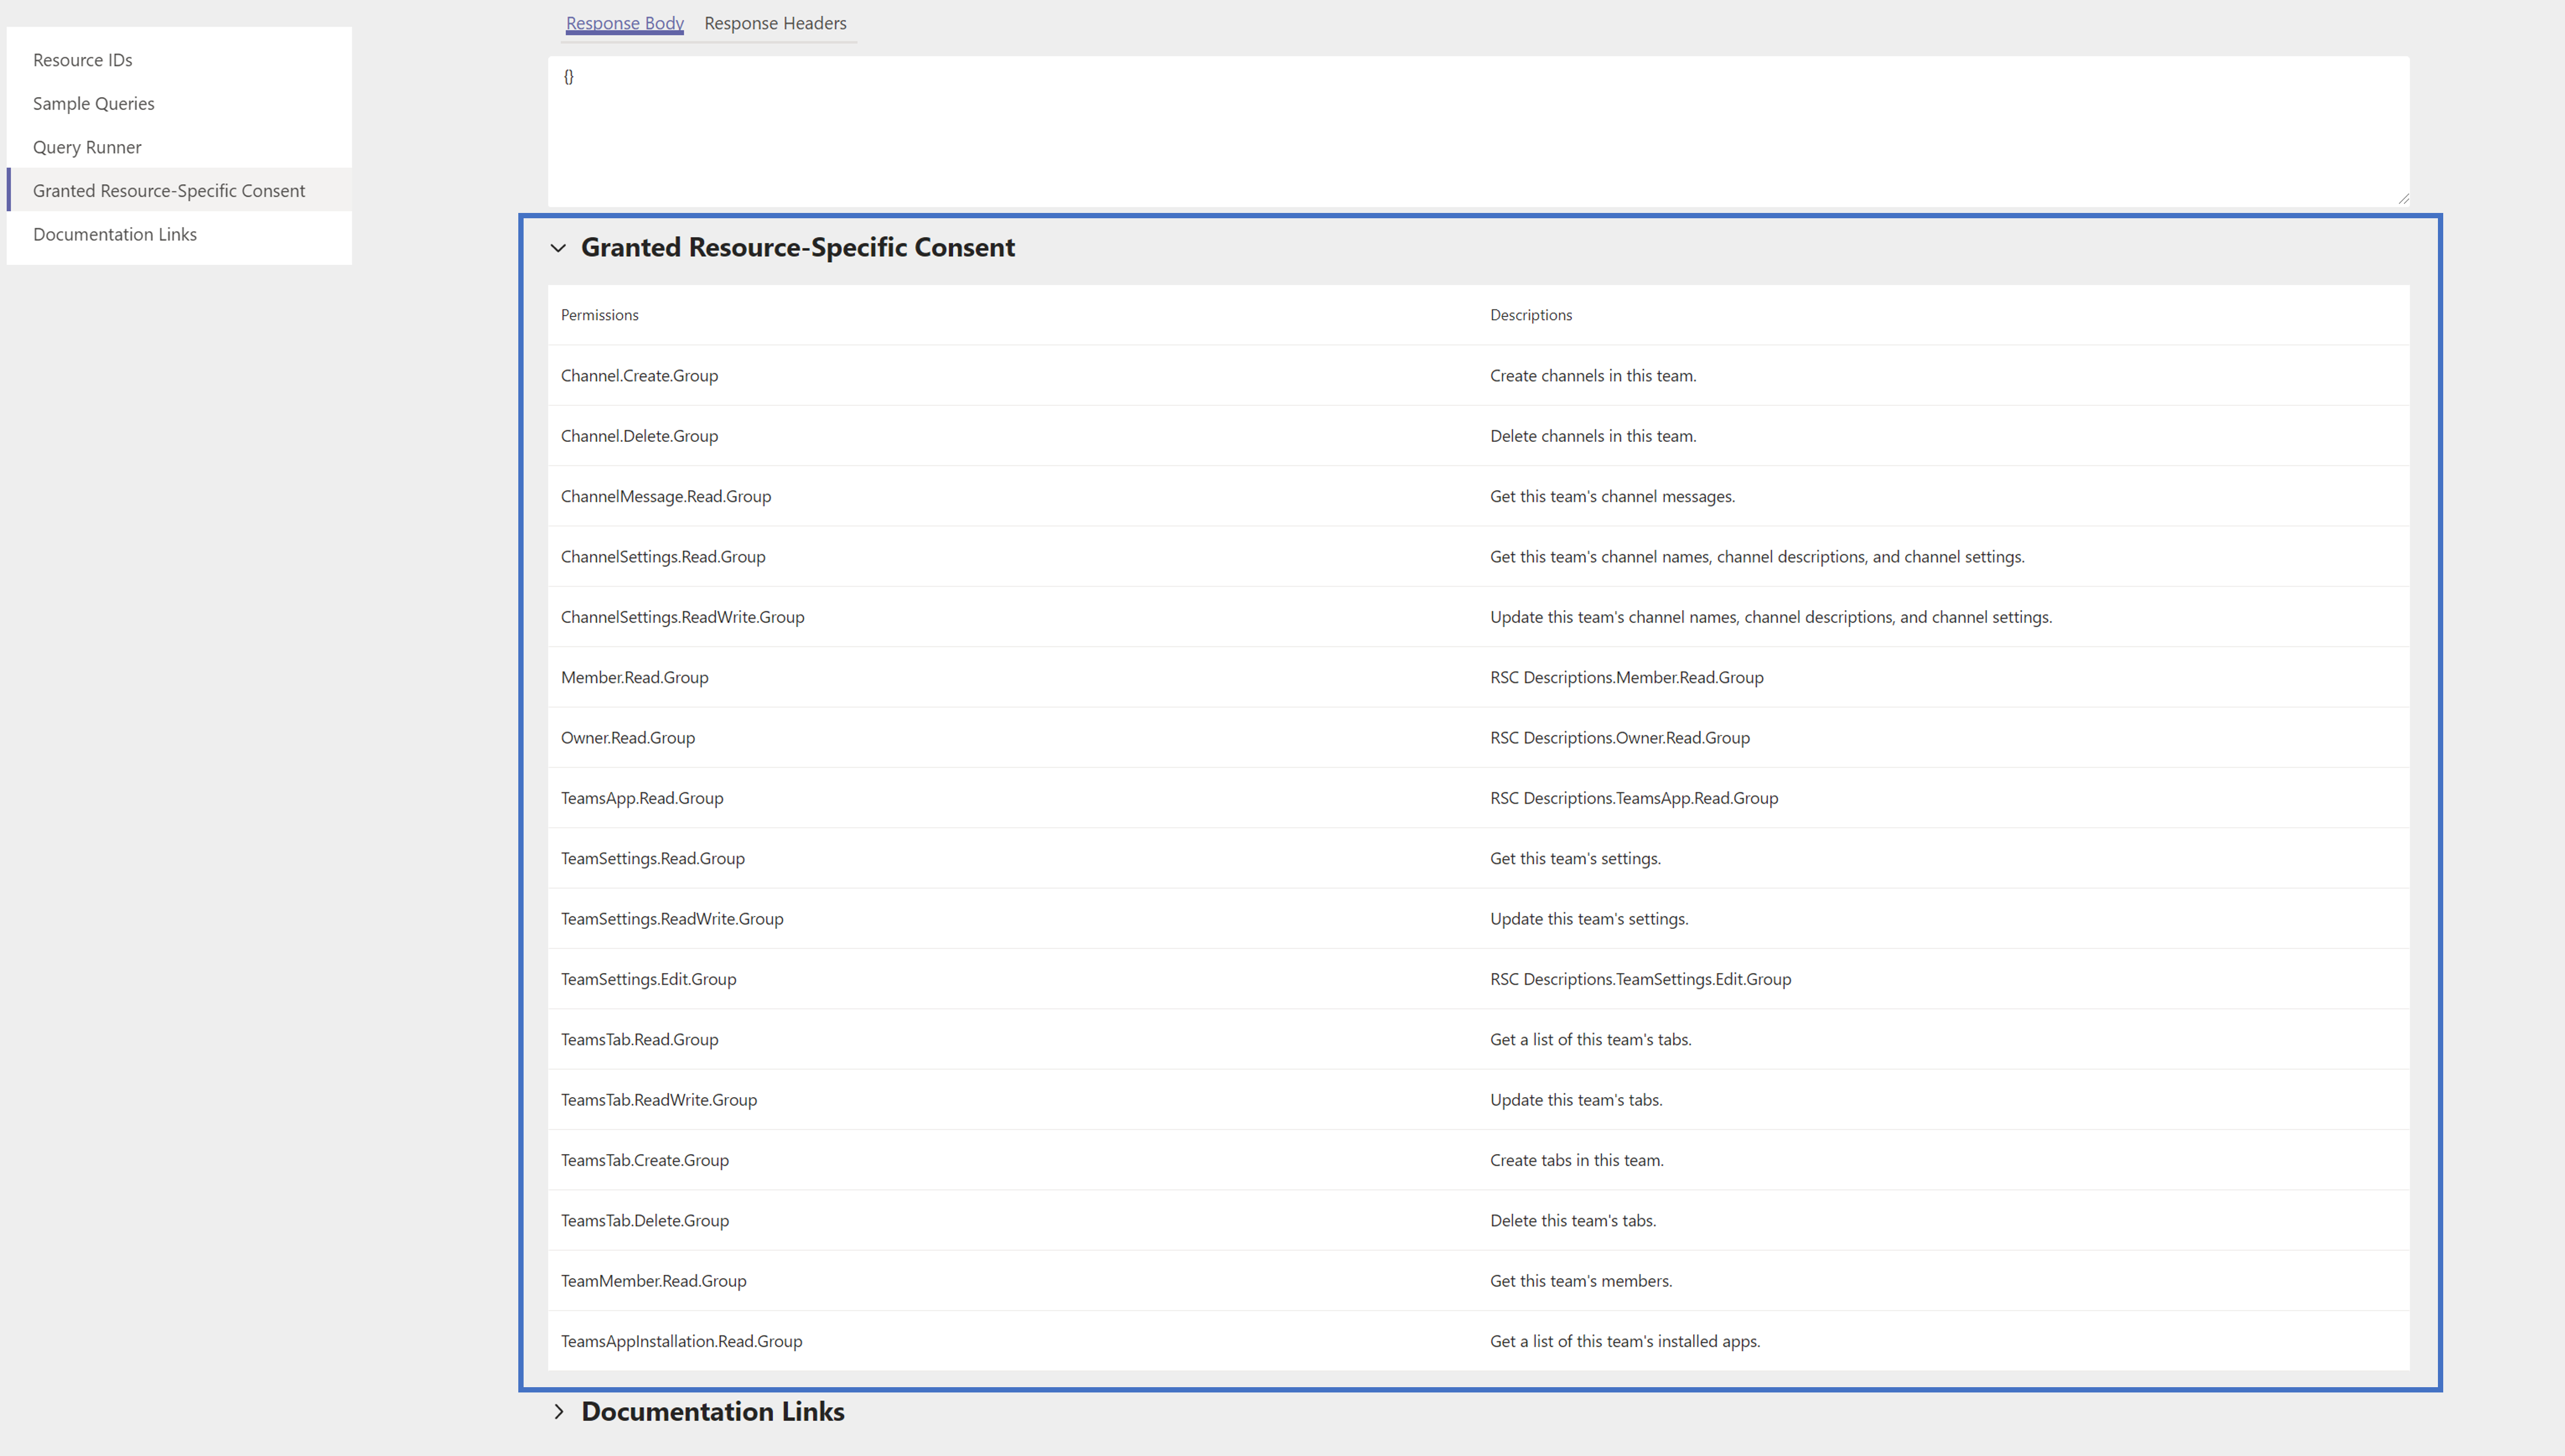 Resource IDs
Sample Queries
Query Runner
Granted Resource-Specific Consent
Documentation Links
Response Body Response Headers
{}
Granted Resource-Specific Consent
Permissions Descriptions
Channel.Create.Group Create channels in this team.
Channel.Delete.Group Delete channels in this team.
ChannelMessage.Read.Group Get this team's channel messages.
ChannelSettings.Read.Group Get this team's channel names, channel descriptions, and channel settings.
ChannelSettings.ReadWrite.Group Update this team's channel names, channel descriptions, and channel settings.
Member.Read.Group RSC Descriptions.Member.Read.Group
Owner.Read.Group RSC Descriptions.Owner.Read.Group
TeamsApp.Read.Group RSC Descriptions.TeamsApp.Read.Group
TeamSettings.Read.Group Get this team's settings.
TeamSettings.ReadWrite.Group Update this team's settings.
TeamSettings.Edit.Group RSC Descriptions.TeamSettings.Edit.Group
TeamsTab.Read.Group Get a list of this team's tabs.
TeamsTab.ReadWrite.Group Update this team's tabs.
TeamsTab.Create.Group Create tabs in this team.
TeamsTab.Delete.Group Delete this team's tabs.
TeamMember.Read.Group Get this team's members.
TeamsAppInstallation.Read.Group Get a list of this team's installed apps.
Documentation Links